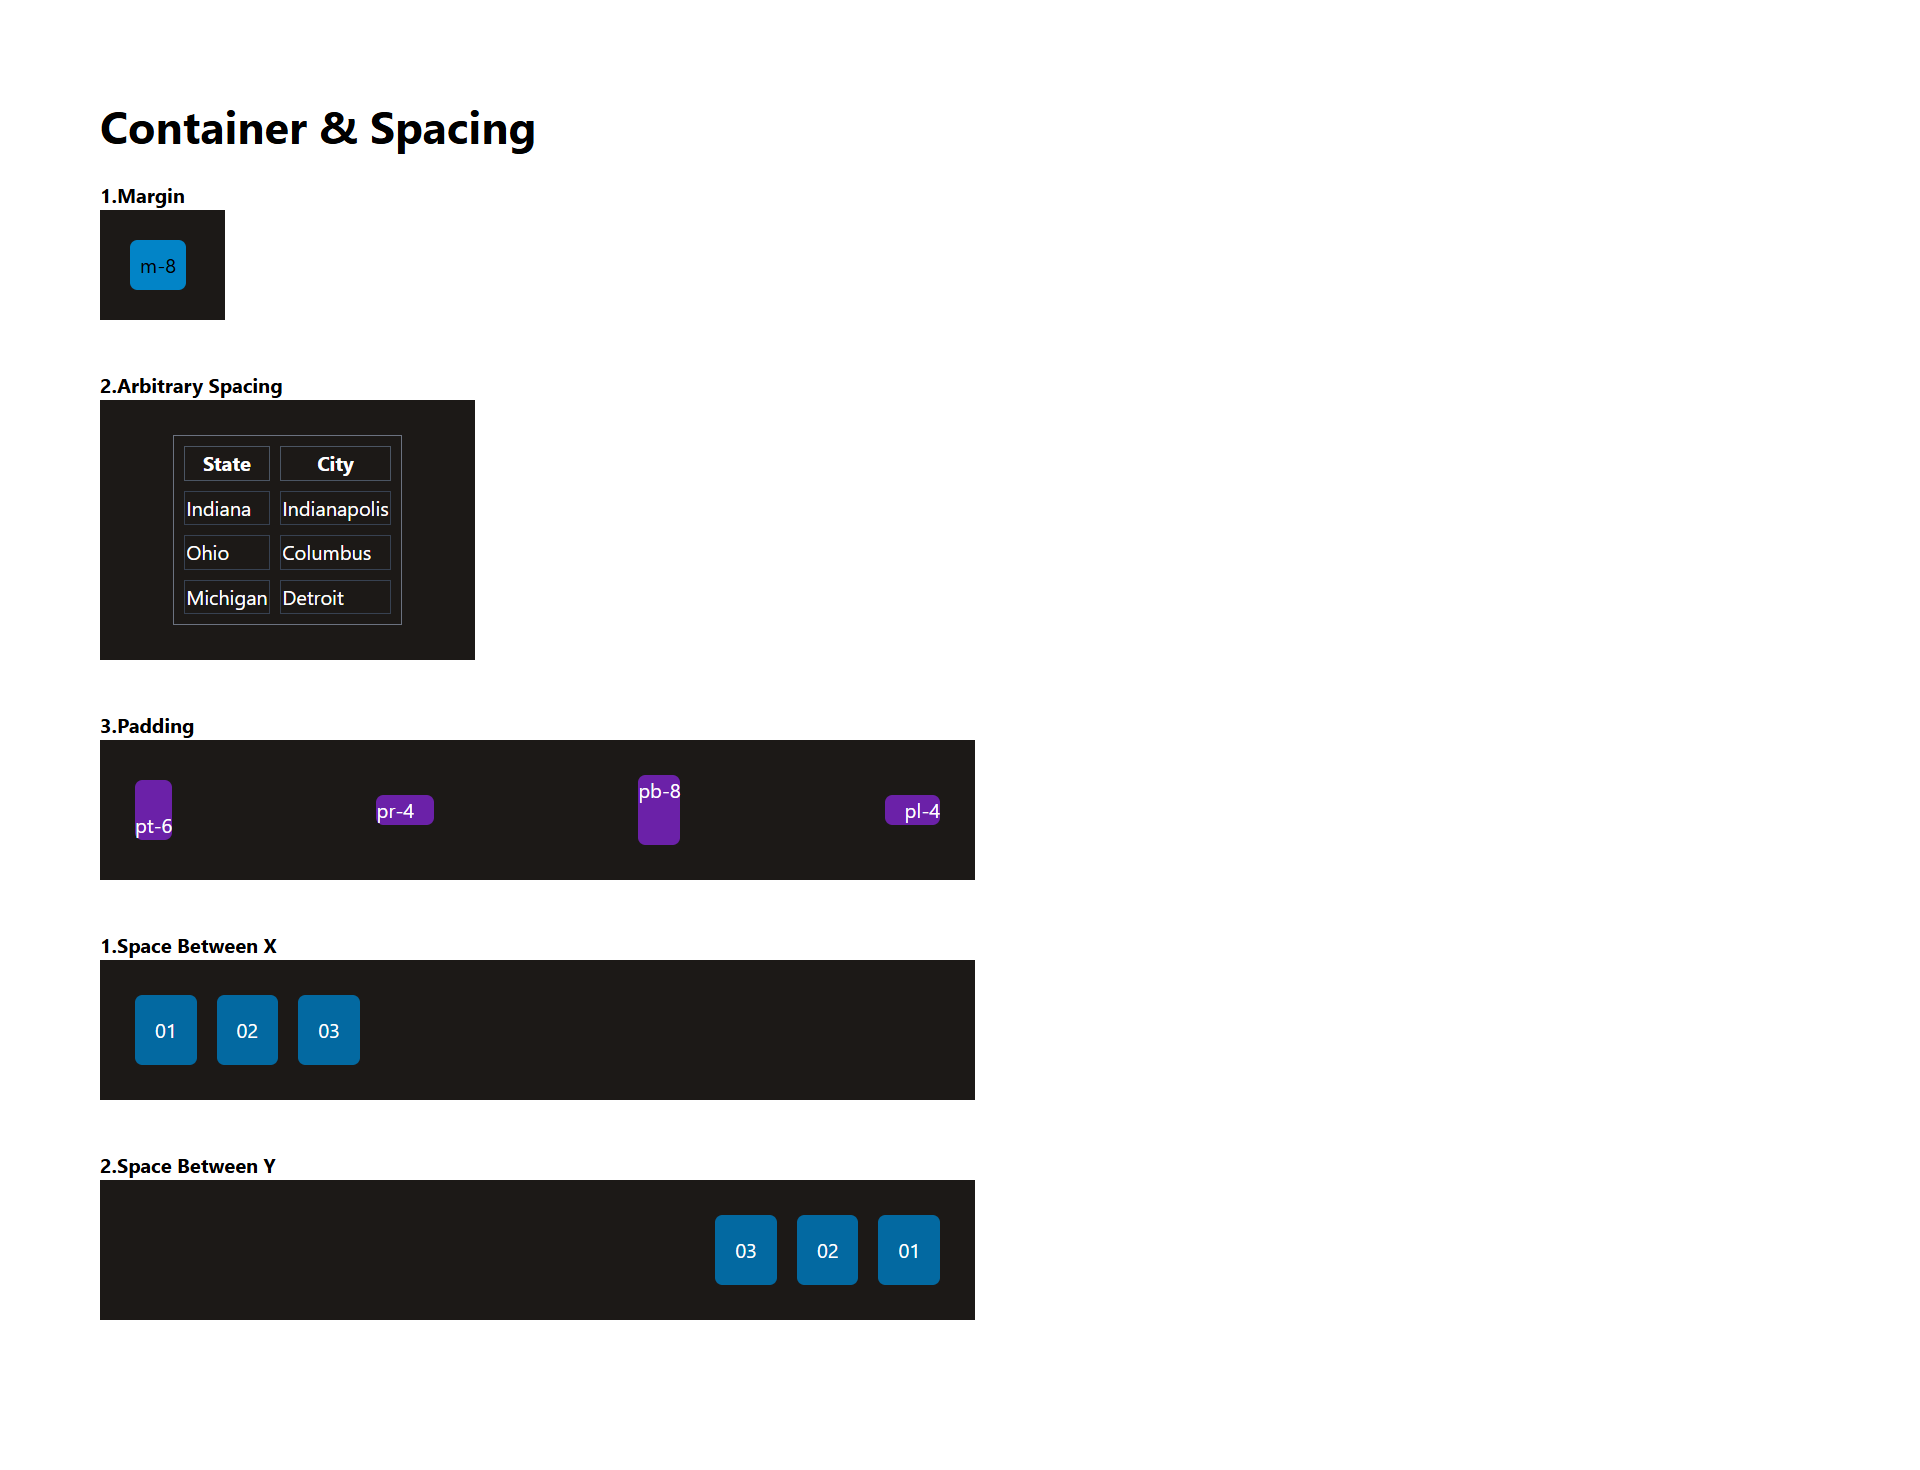 Container & Spacing
1.Margin
m-8
2.Arbitrary Spacing
State City
Indiana Indianapolis
Ohio Columbus
Michigan Detroit
3.Padding
pt-6 pr-4 pb-8 pl-4
1.Space Between X
01 02 03
2.Space Between Y
03 02 01